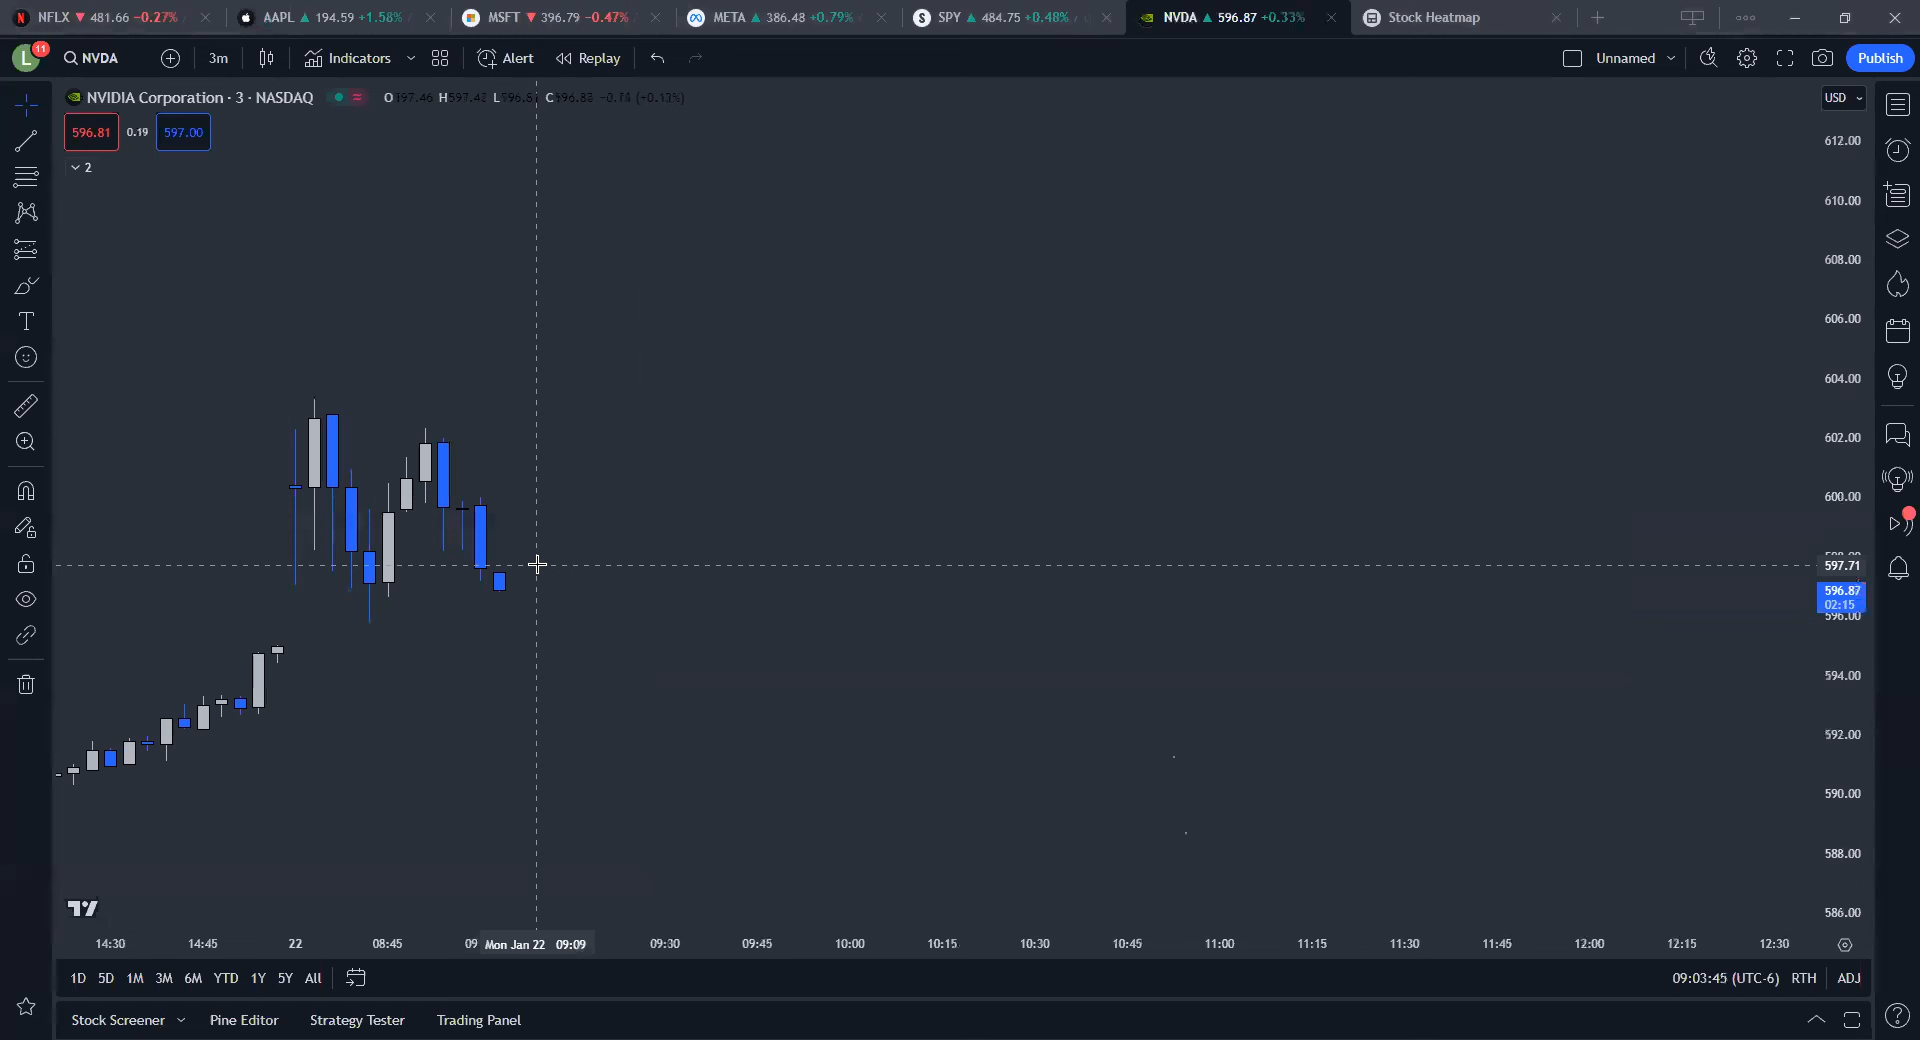 NFLX ▼ 481.66 −0.27% AAPL ▲ 194.59 +1.58% MSFT ▼ 396.79 −0.47% META ▲ 386.48 +0.79% SPY ▲ 484.75 +0.48% NVDA ▲ 596.87 +0.33% Stock Heatmap
L 11 NVDA 3m Indicators Alert Replay Unnamed Publish
NVIDIA Corporation · 3 · NASDAQ O H L C
USD
596.81 0.19 597.00
2
612.00
610.00
608.00
606.00
604.00
602.00
600.00
597.71
596.87
02:15
596.00
594.00
592.00
590.00
588.00
586.00
14:30 14:45 22 08:45 09 Mon Jan 22 09:09 09:30 09:45 10:00 10:15 10:30 10:45 11:00 11:15 11:30 11:45 12:00 12:15 12:30
1D 5D 1M 3M 6M YTD 1Y 5Y All 09:03:45 (UTC-6) RTH ADJ
Stock Screener Pine Editor Strategy Tester Trading Panel